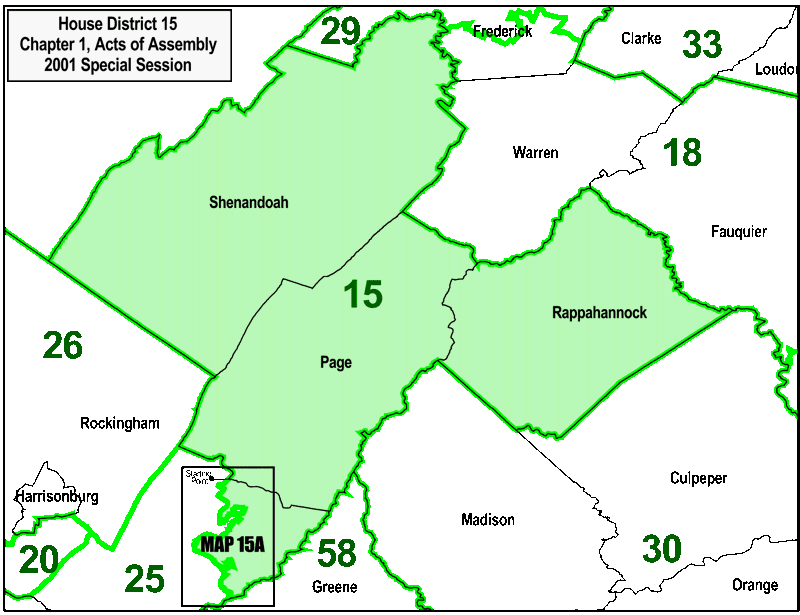 House District 15
Chapter 1, Acts of Assembly
2001 Special Session
29
Frederick
Clarke
33
Loudou
Warren
18
Shenandoah
Fauquier
15
Rappahannock
26
Page
Rockingham
Starting
Point
Harrisonburg
Culpeper
MAP 15A
Madison
20
25
58
30
Greene
Orange